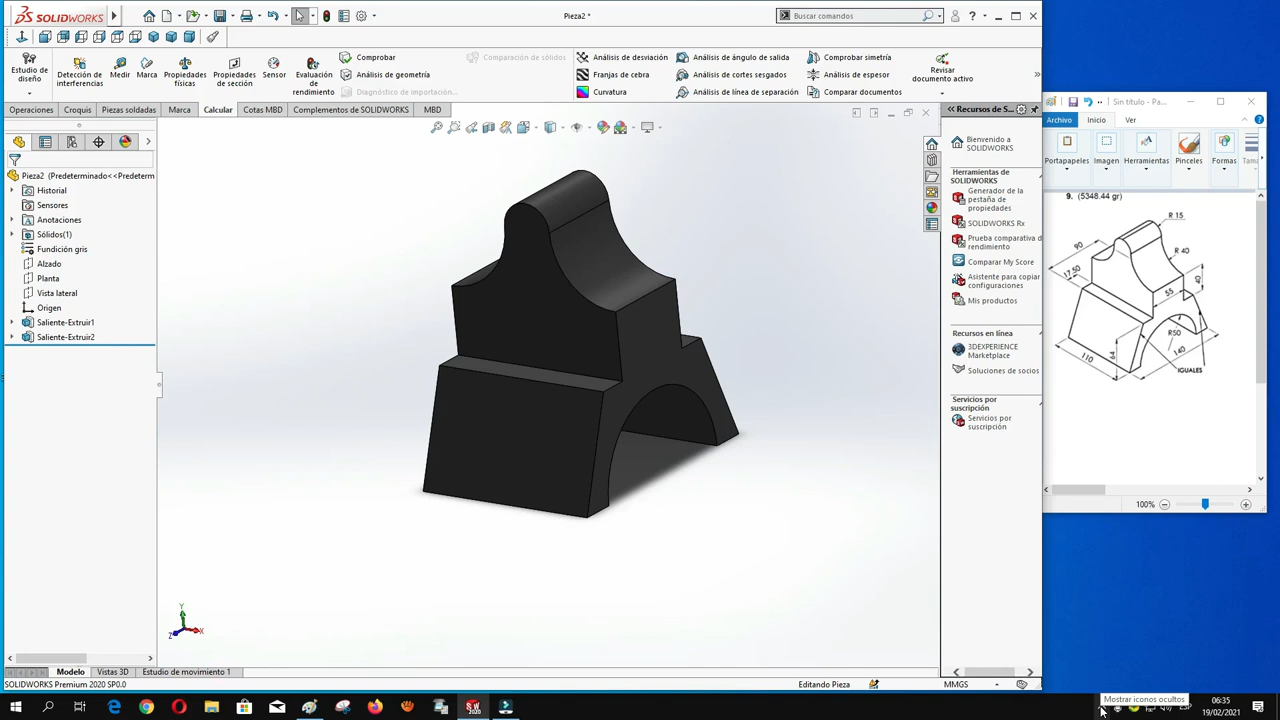 SOLIDWORKS
Pieza2 *
Buscar comandos
Estudio de diseño
Detección de interferencias
Medir
Marca
Propiedades físicas
Propiedades de sección
Sensor
Evaluación de rendimiento
Comprobar
Análisis de geometría
Diagnóstico de importación...
Comparación de sólidos
Análisis de desviación
Franjas de cebra
Curvatura
Análisis de ángulo de salida
Análisis de cortes sesgados
Análisis de línea de separación
Comprobar simetría
Análisis de espesor
Comparar documentos
Revisar documento activo
Operaciones
Croquis
Piezas soldadas
Marca
Calcular
Cotas MBD
Complementos de SOLIDWORKS
MBD
Pieza2 (Predeterminado<<Predeterm
Historial
Sensores
Anotaciones
Sólidos(1)
Fundición gris
Alzado
Planta
Vista lateral
Origen
Saliente-Extruir1
Saliente-Extruir2
Y
X
Z
Recursos de S...
Bienvenido a SOLIDWORKS
Herramientas de SOLIDWORKS
Generador de la pestaña de propiedades
SOLIDWORKS Rx
Prueba comparativa de rendimiento
Comparar My Score
Asistente para copiar configuraciones
Mis productos
Recursos en línea
3DEXPERIENCE Marketplace
Soluciones de socios
Servicios por suscripción
Servicios por suscripción
Sin título - Pa...
Archivo
Inicio
Ver
Portapapeles
Imagen
Herramientas
Pinceles
Formas
9. (5348.44 gr)
R 15
90
R 40
17.50
40
55
R50
64
140
110
IGUALES
100%
Modelo
Vistas 3D
Estudio de movimiento 1
SOLIDWORKS Premium 2020 SP0.0
Editando Pieza
MMGS
Mostrar iconos ocultos
ESP
06:35
19/02/2021